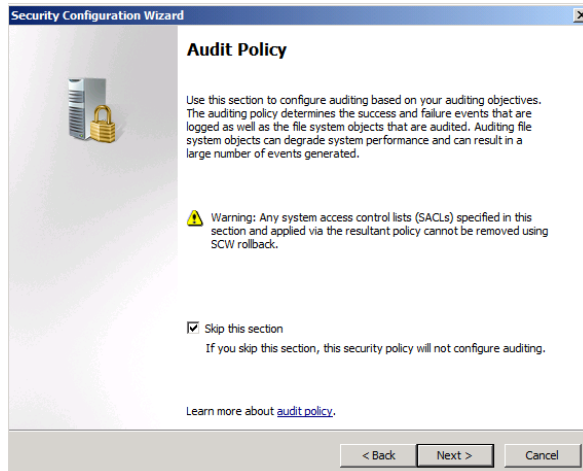 Security Configuration Wizard
Audit Policy
Use this section to configure auditing based on your auditing objectives.
The auditing policy determines the success and failure events that are
logged as well as the file system objects that are audited. Auditing file
system objects can degrade system performance and can result in a
large number of events generated.
Warning: Any system access control lists (SACLs) specified in this
section and applied via the resultant policy cannot be removed using
SCW rollback.
Skip this section
If you skip this section, this security policy will not configure auditing.
Learn more about audit policy.
< Back Next > Cancel